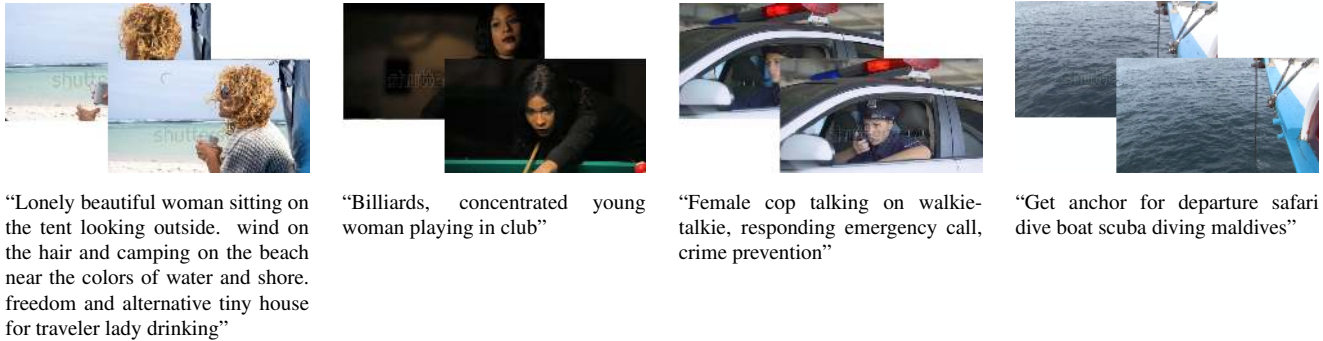 “Lonely beautiful woman sitting on
the tent looking outside. wind on
the hair and camping on the beach
near the colors of water and shore.
freedom and alternative tiny house
for traveler lady drinking”
“Billiards, concentrated young
woman playing in club”
“Female cop talking on walkie-
talkie, responding emergency call,
crime prevention”
“Get anchor for departure safari
dive boat scuba diving maldives”